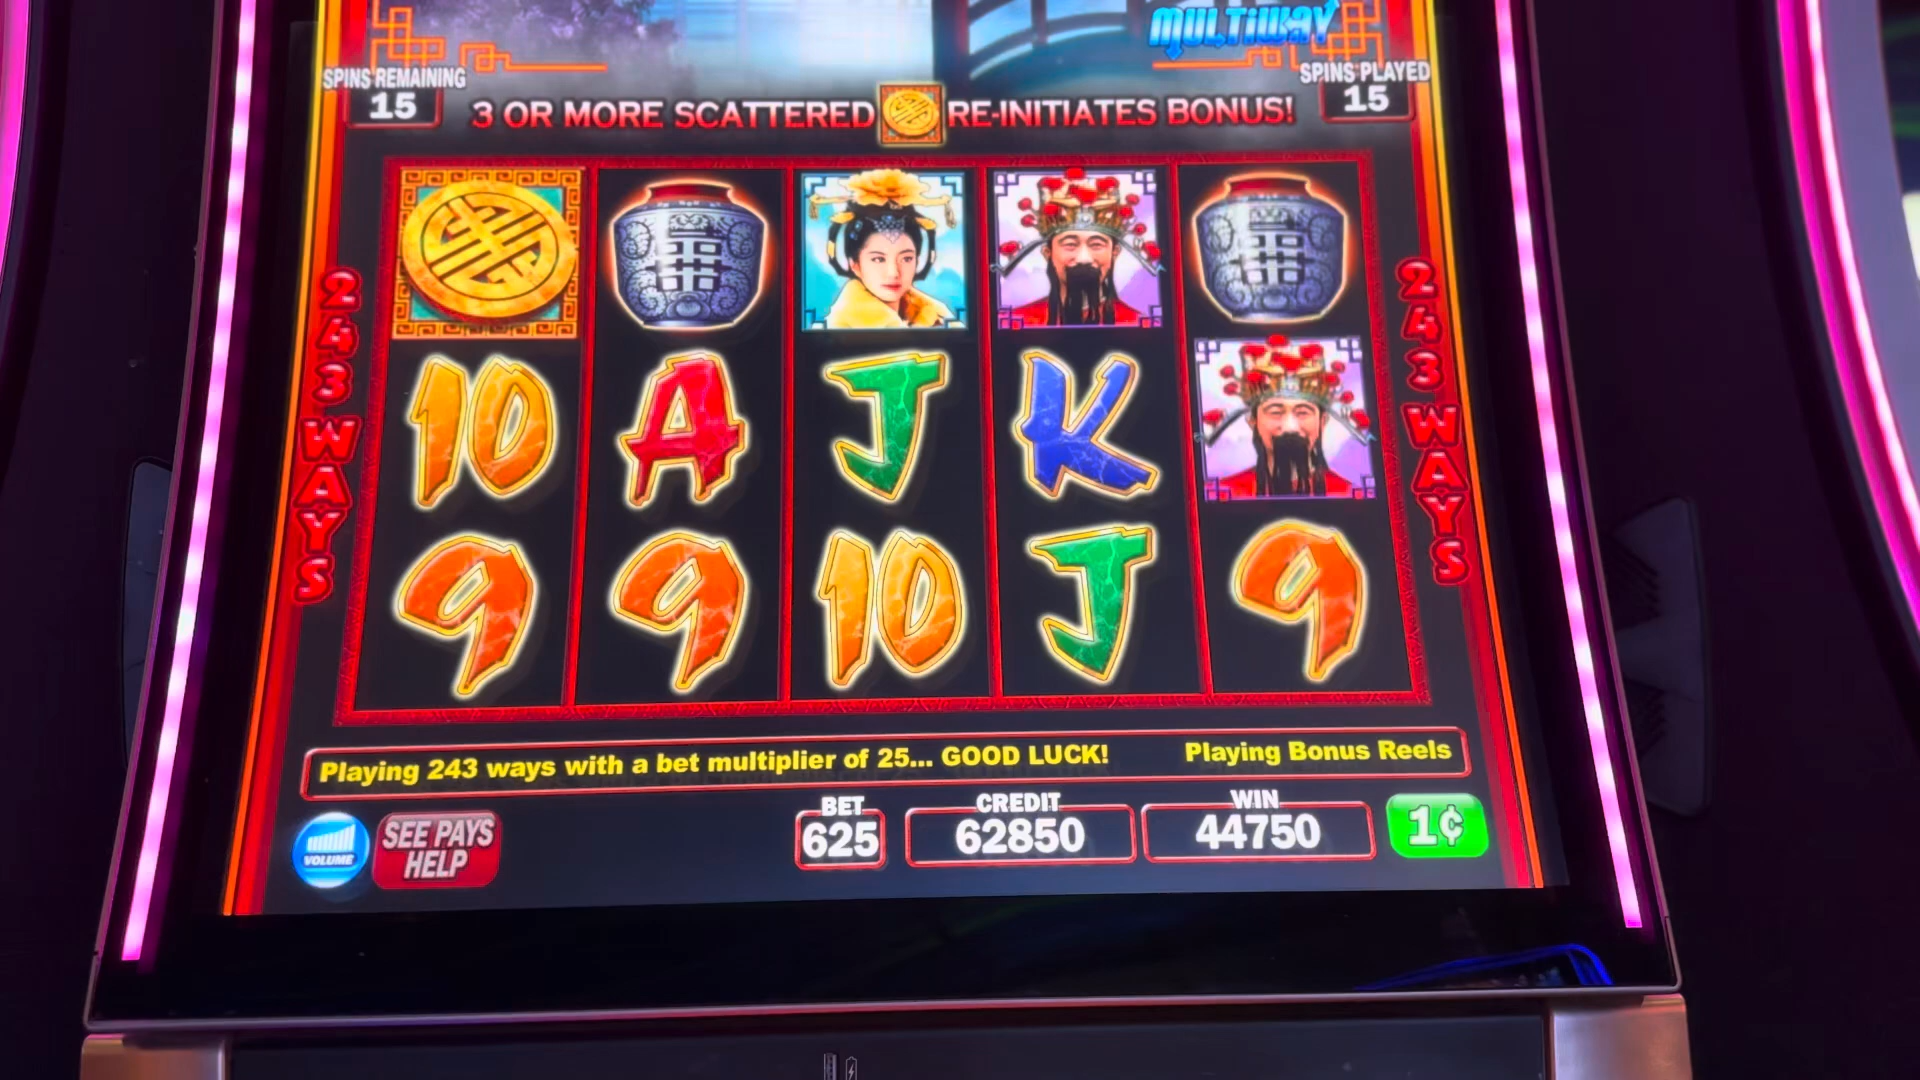 MULTIWAY
SPINS REMAINING
15
SPINS PLAYED
15
3 OR MORE SCATTERED RE-INITIATES BONUS!
243 WAYS
243 WAYS
10 A J K
9 9 10 J 9
Playing 243 ways with a bet multiplier of 25... GOOD LUCK! Playing Bonus Reels
VOLUME
SEE PAYS
HELP
BET
625
CREDIT
62850
WIN
44750
1¢